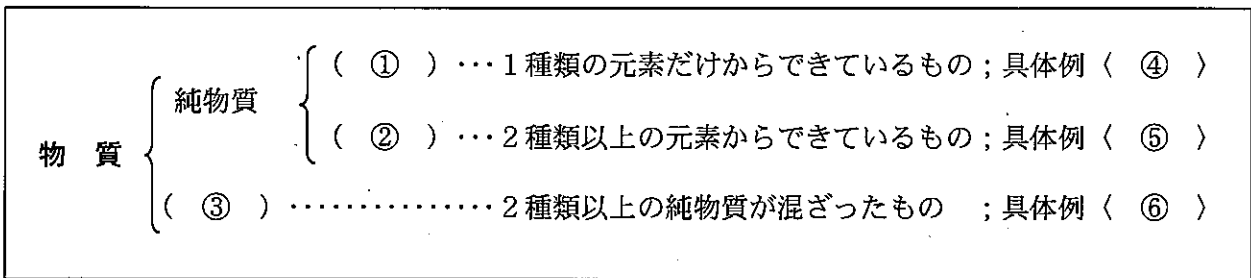 ( ① ) ・・・1種類の元素だけからできているもの；具体例〈 ④ 〉
純物質
( ② ) ・・・2種類以上の元素からできているもの；具体例〈 ⑤ 〉
物 質
( ③ ) ・・・・・・・・・・・・・・・2種類以上の純物質が混ざったもの ；具体例〈 ⑥ 〉